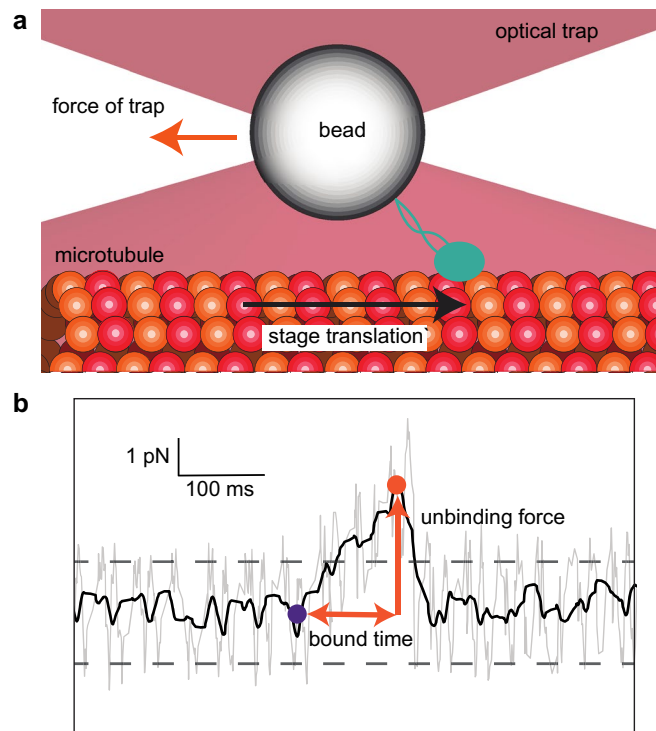 a
optical trap
force of trap
bead
microtubule
stage translation`
b
1 pN
100 ms
unbinding force
bound time